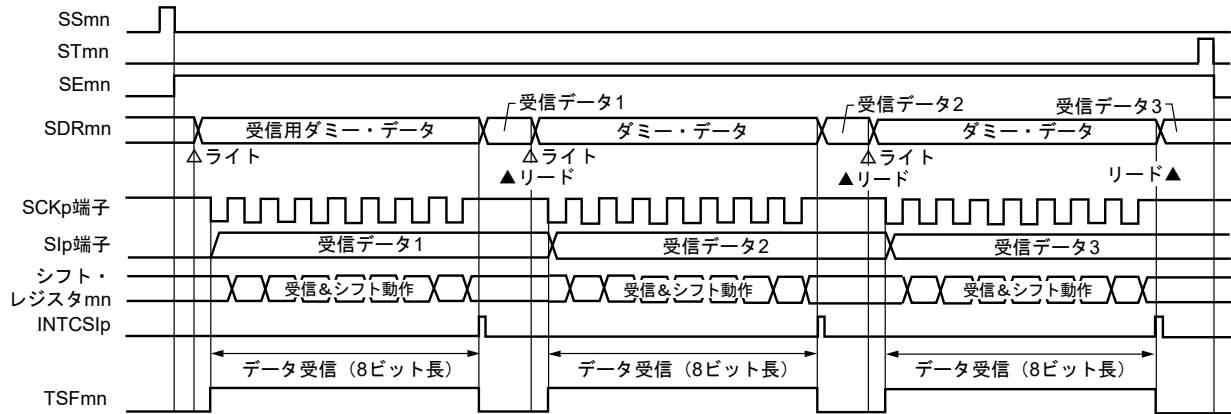 SSmn
STmn
SEmn
受信データ1
受信データ2
受信データ3
SDRmn
受信用ダミー・データ
ダミー・データ
ダミー・データ
△ライト
△ライト
△ライト
▲リード
▲リード
リード▲
SCKp端子
SIp端子
受信データ1
受信データ2
受信データ3
シフト・
レジスタmn
受信&シフト動作
受信&シフト動作
受信&シフト動作
INTCSIp
データ受信（8ビット長）
データ受信（8ビット長）
データ受信（8ビット長）
TSFmn